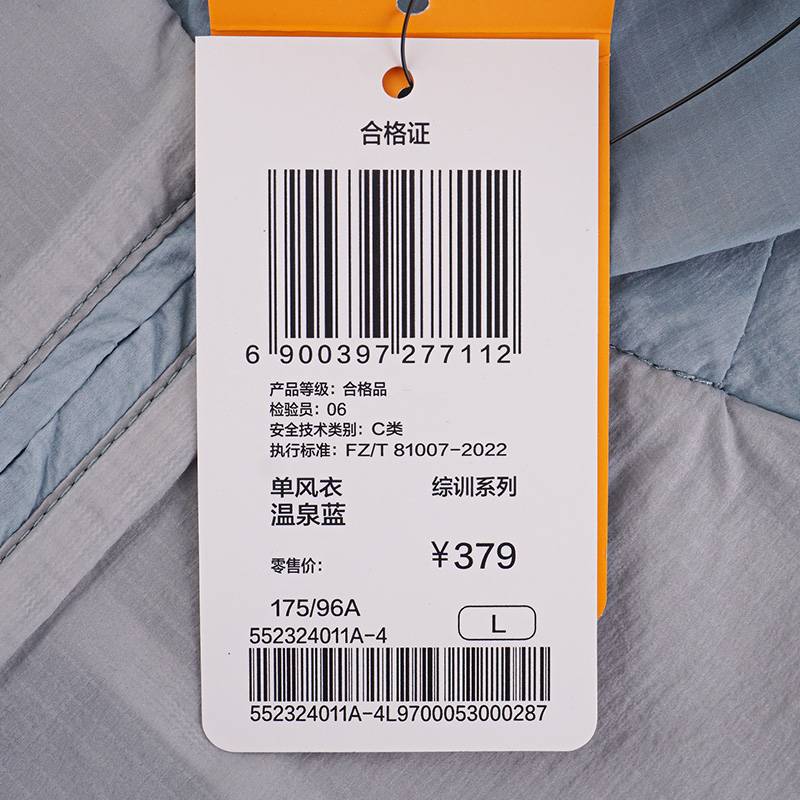 合格证
6 900397 277112
产品等级：合格品
检验员：06
安全技术类别：C类
执行标准：FZ/T 81007-2022
单风衣 综训系列
温泉蓝
零售价： ¥379
175/96A
552324011A-4 L
552324011A-4L9700053000287